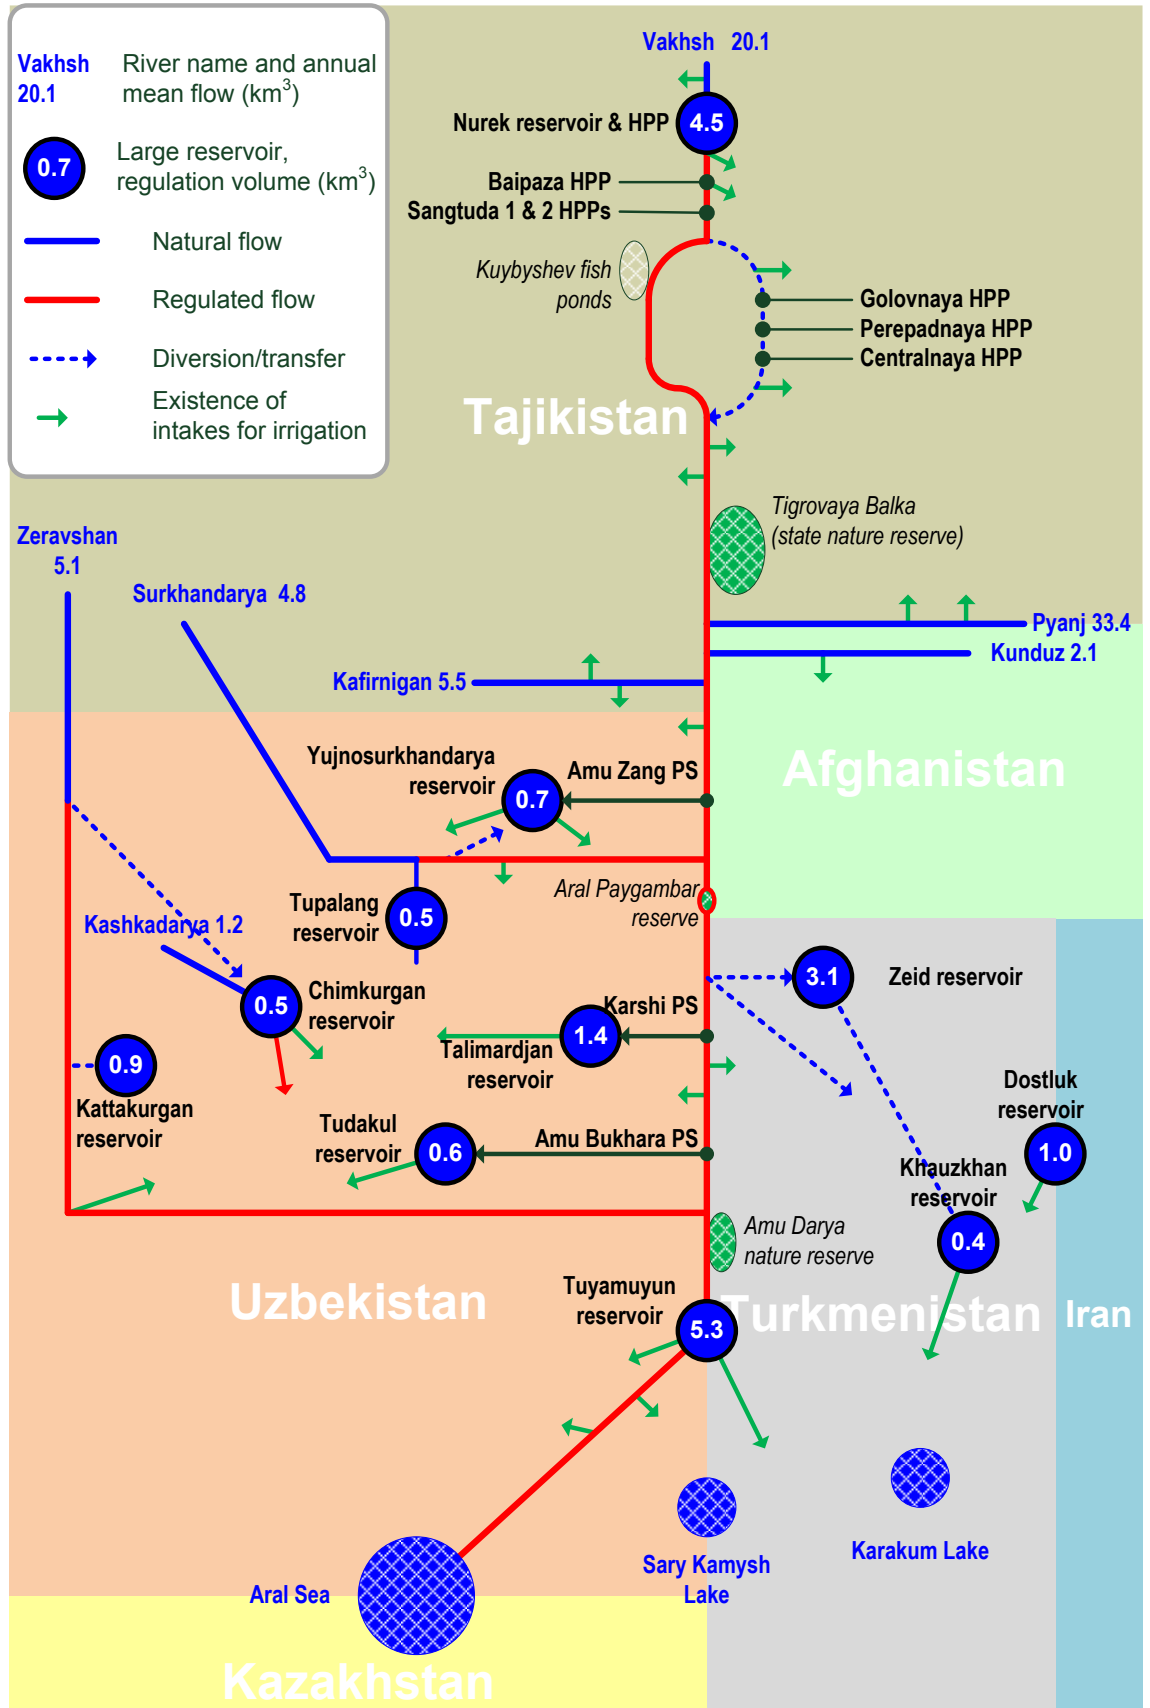 Vakhsh
20.1
River name and annual
mean flow (km³)
0.7
Large reservoir,
regulation volume (km³)
Natural flow
Regulated flow
Diversion/transfer
Existence of
intakes for irrigation
Vakhsh 20.1
Nurek reservoir & HPP
4.5
Baipaza HPP
Sangtuda 1 & 2 HPPs
Kuybyshev fish
ponds
Golovnaya HPP
Perepadnaya HPP
Centralnaya HPP
Tajikistan
Tigrovaya Balka
(state nature reserve)
Zeravshan
5.1
Surkhandarya 4.8
Pyanj 33.4
Kunduz 2.1
Kafirnigan 5.5
Afghanistan
Yujnosurkhandarya
reservoir
0.7
Amu Zang PS
Tupalang
reservoir
0.5
Aral Paygambar
reserve
Kashkadarya 1.2
0.5
Chimkurgan
reservoir
3.1
Zeid reservoir
Karshi PS
1.4
Talimardjan
reservoir
0.9
Kattakurgan
reservoir
Dostluk
reservoir
1.0
Tudakul
reservoir
0.6
Amu Bukhara PS
Khauzkhan
reservoir
0.4
Amu Darya
nature reserve
Uzbekistan
Tuyamuyun
reservoir
5.3
Turkmenistan
Iran
Sary Kamysh
Lake
Karakum Lake
Aral Sea
Kazakhstan